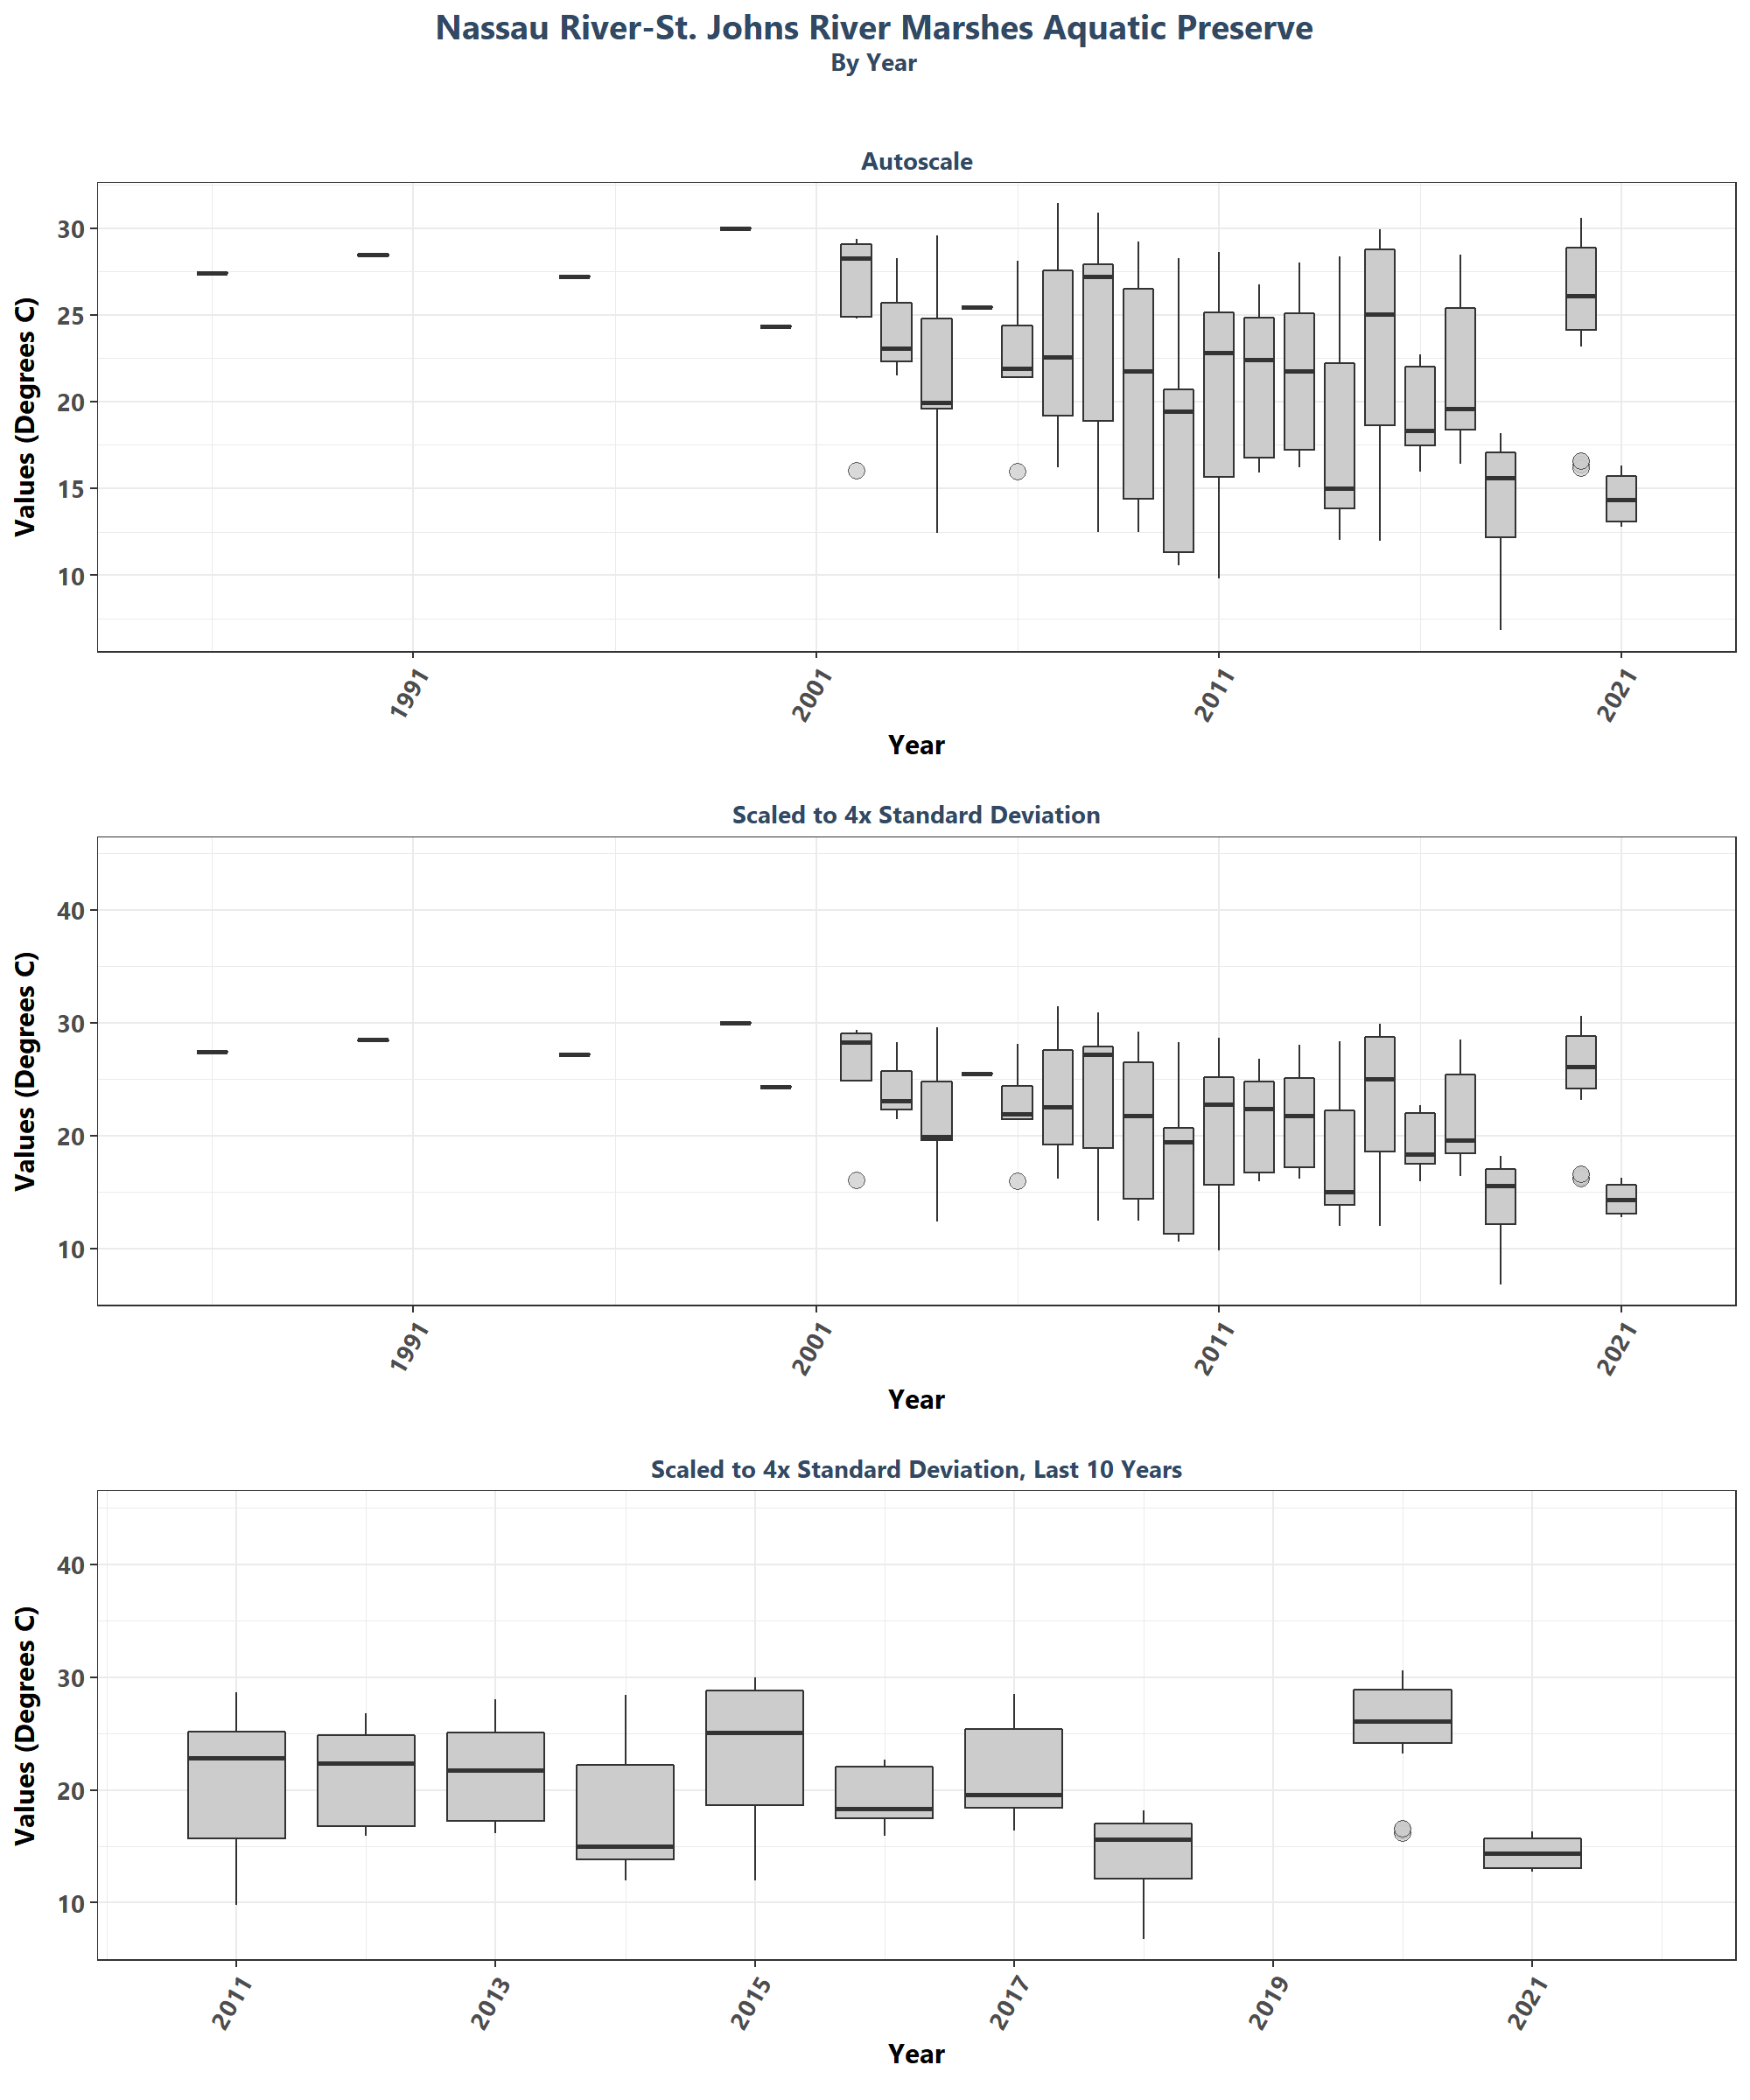 Nassau River-St. Johns River Marshes Aquatic Preserve
By Year
Autoscale
Values (Degrees C)
30
25
20
15
10
1991
2001
2011
2021
Year
Scaled to 4x Standard Deviation
Values (Degrees C)
40
30
20
10
1991
2001
2011
2021
Year
Scaled to 4x Standard Deviation, Last 10 Years
Values (Degrees C)
40
30
20
10
2011
2013
2015
2017
2019
2021
Year